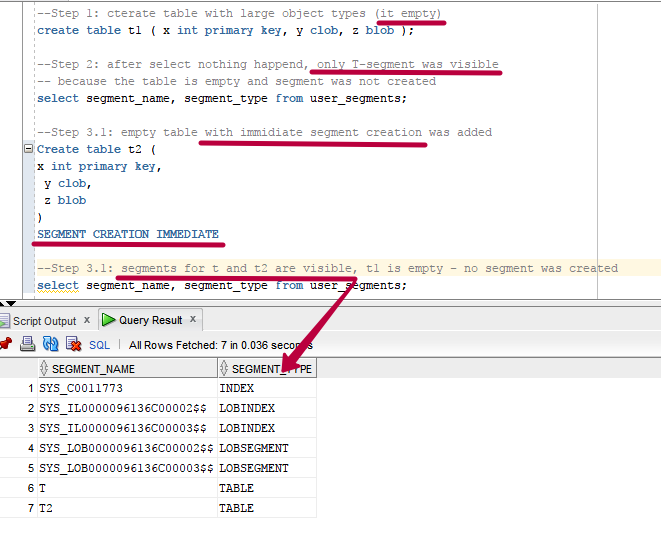 --Step 1: cterate table with large object types (it empty)
create table t1 ( x int primary key, y clob, z blob );
--Step 2: after select nothing happend, only T-segment was visible
-- because the table is empty and segment was not created
select segment_name, segment_type from user_segments;
--Step 3.1: empty table with immidiate segment creation was added
Create table t2 (
x int primary key,
y clob,
z blob
)
SEGMENT CREATION IMMEDIATE
--Step 3.1: segments for t and t2 are visible, t1 is empty - no segment was created
select segment_name, segment_type from user_segments;
Script Output x Query Result x
SQL | All Rows Fetched: 7 in 0.036 seconds
SEGMENT_NAME SEGMENT_TYPE
1 SYS_C0011773 INDEX
2 SYS_IL0000096136C00002$$ LOBINDEX
3 SYS_IL0000096136C00003$$ LOBINDEX
4 SYS_LOB0000096136C00002$$ LOBSEGMENT
5 SYS_LOB0000096136C00003$$ LOBSEGMENT
6 T TABLE
7 T2 TABLE